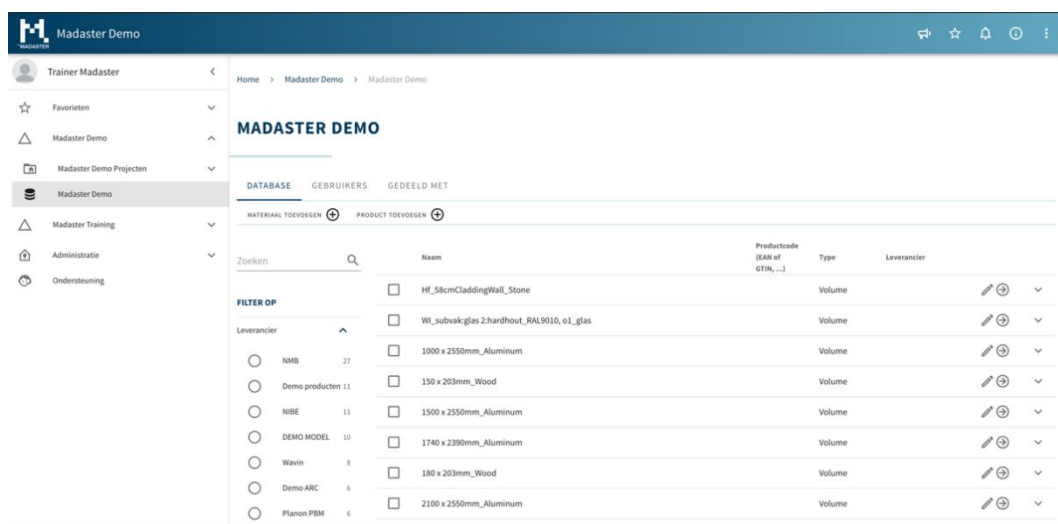 MADASTER
Madaster Demo
Trainer Madaster
Favorieten
Madaster Demo
Madaster Demo Projecten
Madaster Demo
Madaster Training
Administratie
Ondersteuning
Home > Madaster Demo > Madaster Demo
MADASTER DEMO
DATABASE GEBRUIKERS GEDEELD MET
MATERIAAL TOEVOEGEN PRODUCT TOEVOEGEN
Zoeken
FILTER OP
Leverancier
NMB 27
Demo producten 11
NIBE 11
DEMO MODEL 10
Wavin 8
Demo ARC 6
Planon PBM 6
Naam Productcode (EAN of GTIN, ...) Type Leverancier
Hf_58cmCladdingWall_Stone Volume
WI_subvak:glas 2:hardhout_RAL9010, o1_glas Volume
1000 x 2550mm_Aluminum Volume
150 x 203mm_Wood Volume
1500 x 2550mm_Aluminum Volume
1740 x 2390mm_Aluminum Volume
180 x 203mm_Wood Volume
2100 x 2550mm_Aluminum Volume